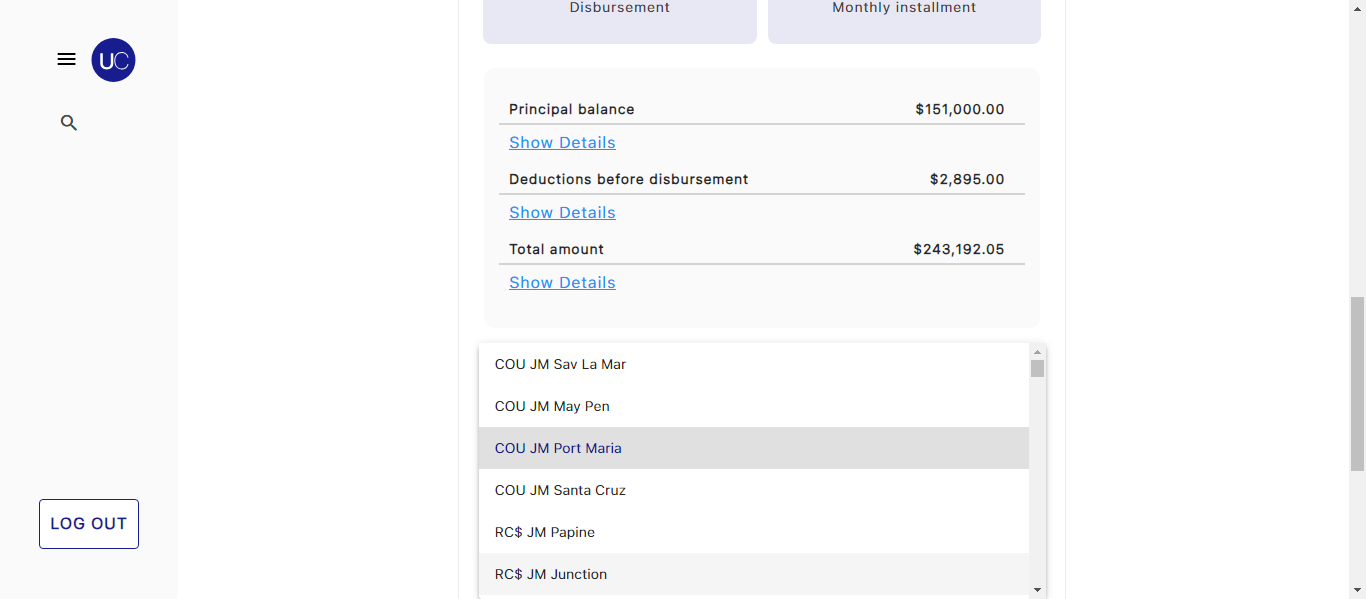 Disbursement
Monthly installment
UC
Principal balance $151,000.00
Show Details
Deductions before disbursement $2,895.00
Show Details
Total amount $243,192.05
Show Details
COU JM Sav La Mar
COU JM May Pen
COU JM Port Maria
COU JM Santa Cruz
RC$ JM Papine
RC$ JM Junction
LOG OUT